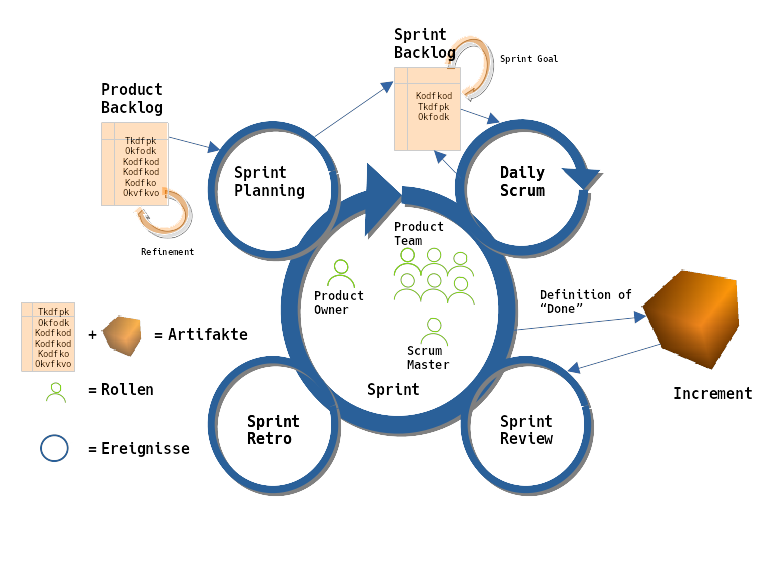 Sprint
Backlog
Sprint Goal
Kodfkod
Tkdfpk
Okfodk
Product
Backlog
Tkdfpk
Okfodk
Kodfkod
Kodfkod
Kodfko
Okvfkvo
Refinement
Sprint
Planning
Daily
Scrum
Product
Team
Product
Owner
Scrum
Master
Sprint
Definition of
“Done”
Increment
Tkdfpk
Okfodk
Kodfkod
Kodfkod
Kodfko
Okvfkvo
+ = Artifakte
= Rollen
= Ereignisse
Sprint
Retro
Sprint
Review